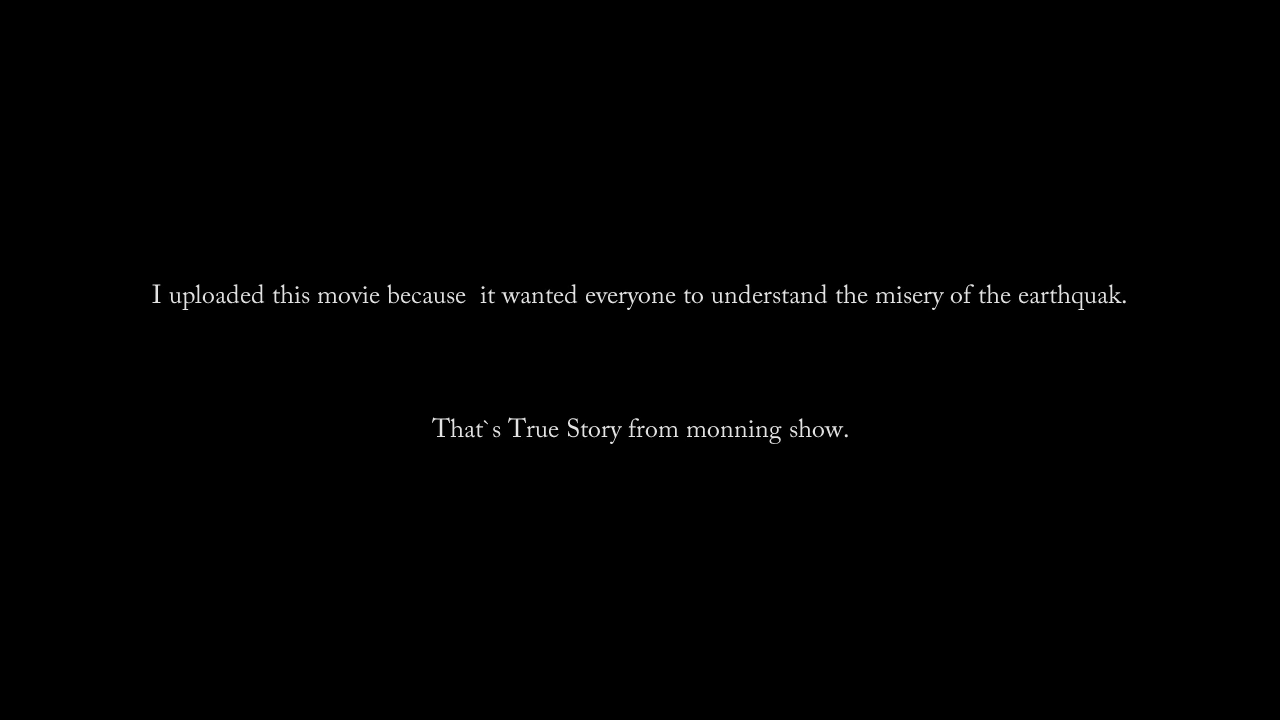 I uploaded this movie because  it wanted everyone to understand the misery of the earthquak.
That`s True Story from monning show.